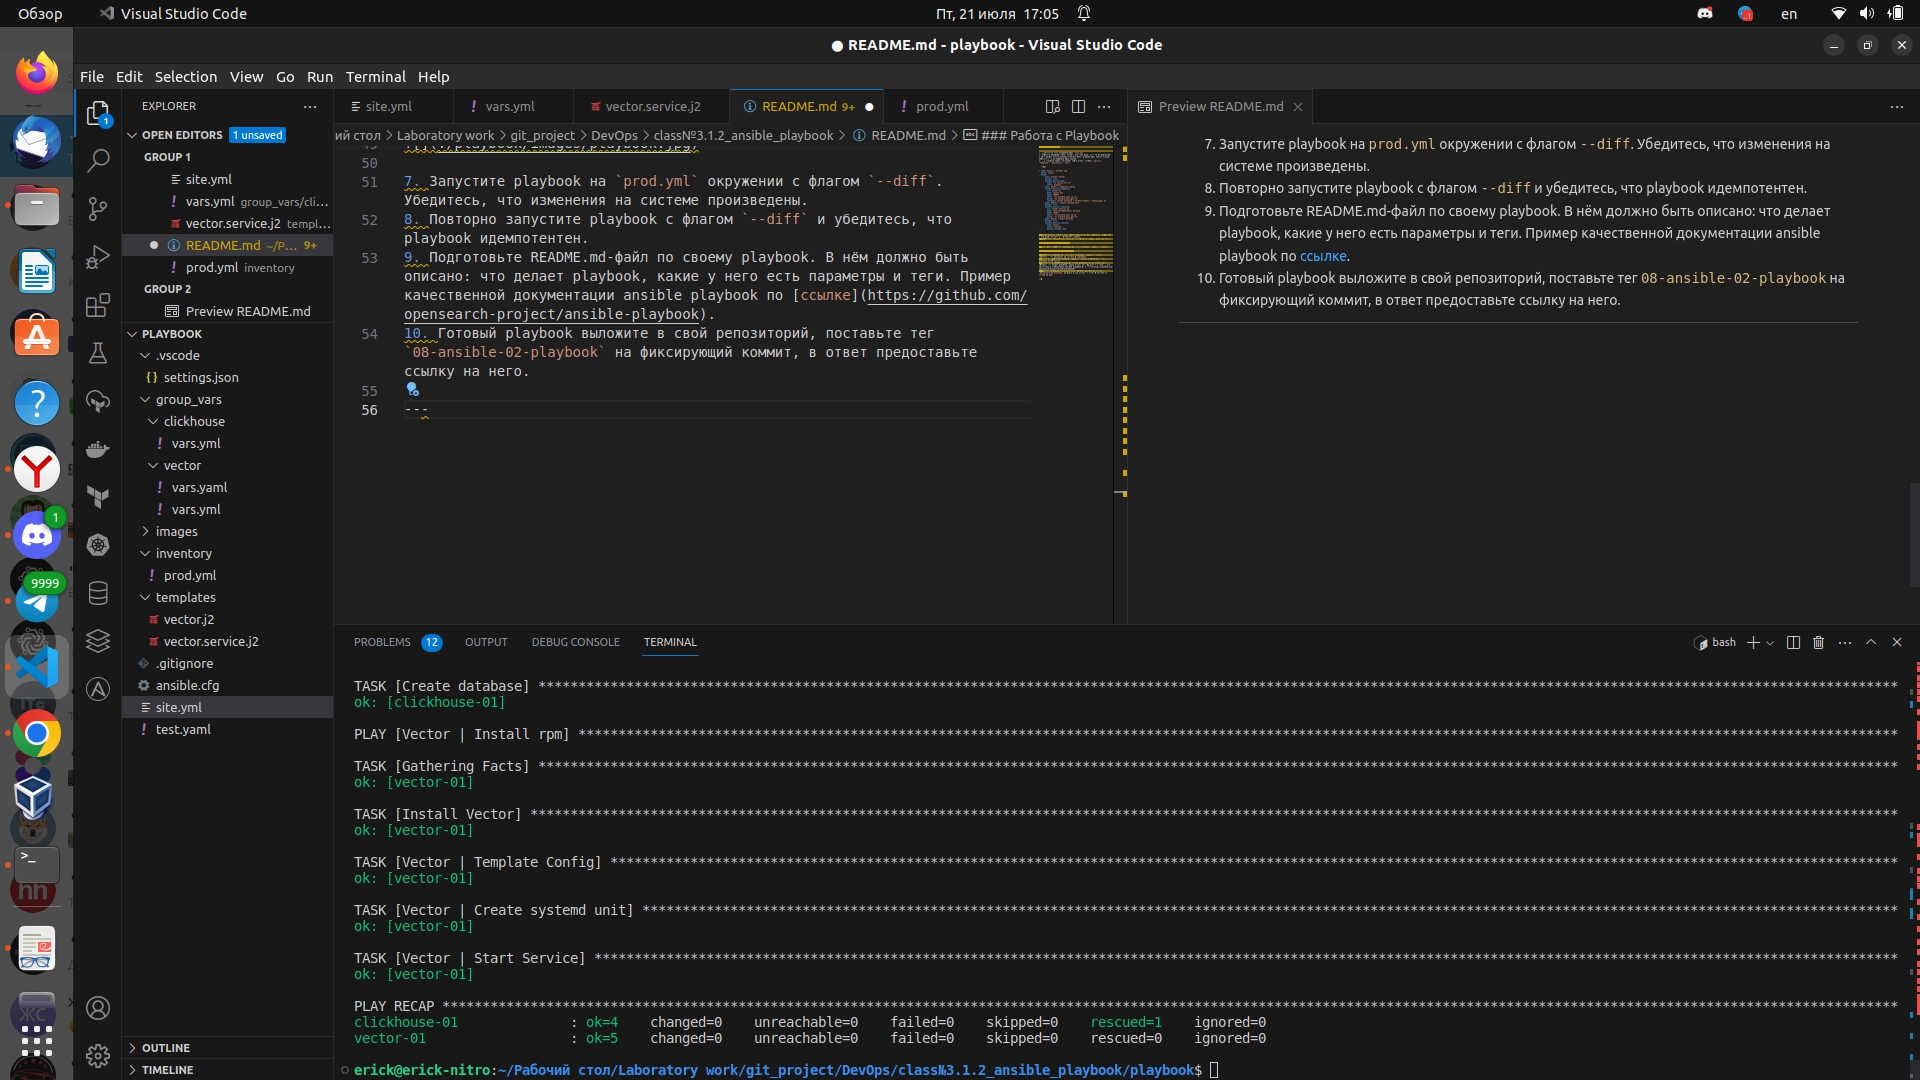 Обзор
Visual Studio Code
Пт, 21 июля 17:05
en
README.md - playbook - Visual Studio Code
File Edit Selection View Go Run Terminal Help
EXPLORER
OPEN EDITORS 1 unsaved
GROUP 1
site.yml
vars.yml group_vars/cli...
vector.service.j2 templ...
README.md ~/P... 9+
prod.yml inventory
GROUP 2
Preview README.md
PLAYBOOK
.vscode
settings.json
group_vars
clickhouse
vars.yml
vector
vars.yaml
vars.yml
images
inventory
prod.yml
templates
vector.j2
vector.service.j2
.gitignore
ansible.cfg
site.yml
test.yaml
OUTLINE
TIMELINE
1
1
9999
site.yml
vars.yml
vector.service.j2
README.md 9+
prod.yml
ий стол > Laboratory work > git_project > DevOps > class№3.1.2_ansible_playbook > README.md > ### Работа с Playbook
50
51 7. Запустите playbook на `prod.yml` окружении с флагом `--diff`.
Убедитесь, что изменения на системе произведены.
52 8. Повторно запустите playbook с флагом `--diff` и убедитесь, что
playbook идемпотентен.
53 9. Подготовьте README.md-файл по своему playbook. В нём должно быть
описано: что делает playbook, какие у него есть параметры и теги. Пример
качественной документации ansible playbook по [ссылке](https://github.com/
opensearch-project/ansible-playbook).
54 10. Готовый playbook выложите в свой репозиторий, поставьте тег
`08-ansible-02-playbook` на фиксирующий коммит, в ответ предоставьте
ссылку на него.
55
56 ---
Preview README.md
7. Запустите playbook на prod.yml окружении с флагом --diff. Убедитесь, что изменения на
системе произведены.
8. Повторно запустите playbook с флагом --diff и убедитесь, что playbook идемпотентен.
9. Подготовьте README.md-файл по своему playbook. В нём должно быть описано: что делает
playbook, какие у него есть параметры и теги. Пример качественной документации ansible
playbook по ссылке.
10. Готовый playbook выложите в свой репозиторий, поставьте тег 08-ansible-02-playbook на
фиксирующий коммит, в ответ предоставьте ссылку на него.
PROBLEMS 12 OUTPUT DEBUG CONSOLE TERMINAL
bash
TASK [Create database]
ok: [clickhouse-01]
PLAY [Vector | Install rpm]
TASK [Gathering Facts]
ok: [vector-01]
TASK [Install Vector]
ok: [vector-01]
TASK [Vector | Template Config]
ok: [vector-01]
TASK [Vector | Create systemd unit]
ok: [vector-01]
TASK [Vector | Start Service]
ok: [vector-01]
PLAY RECAP
clickhouse-01 : ok=4 changed=0 unreachable=0 failed=0 skipped=0 rescued=1 ignored=0
vector-01 : ok=5 changed=0 unreachable=0 failed=0 skipped=0 rescued=0 ignored=0
erick@erick-nitro:~/Рабочий стол/Laboratory work/git_project/DevOps/class№3.1.2_ansible_playbook/playbook$